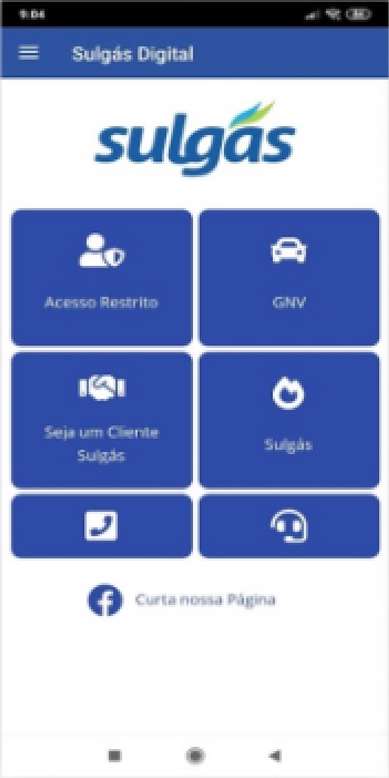 9:04
Sulgás Digital
sulgás
Acesso Restrito
GNV
Seja um Cliente
Sulgás
Sulgás
Curta nossa Página